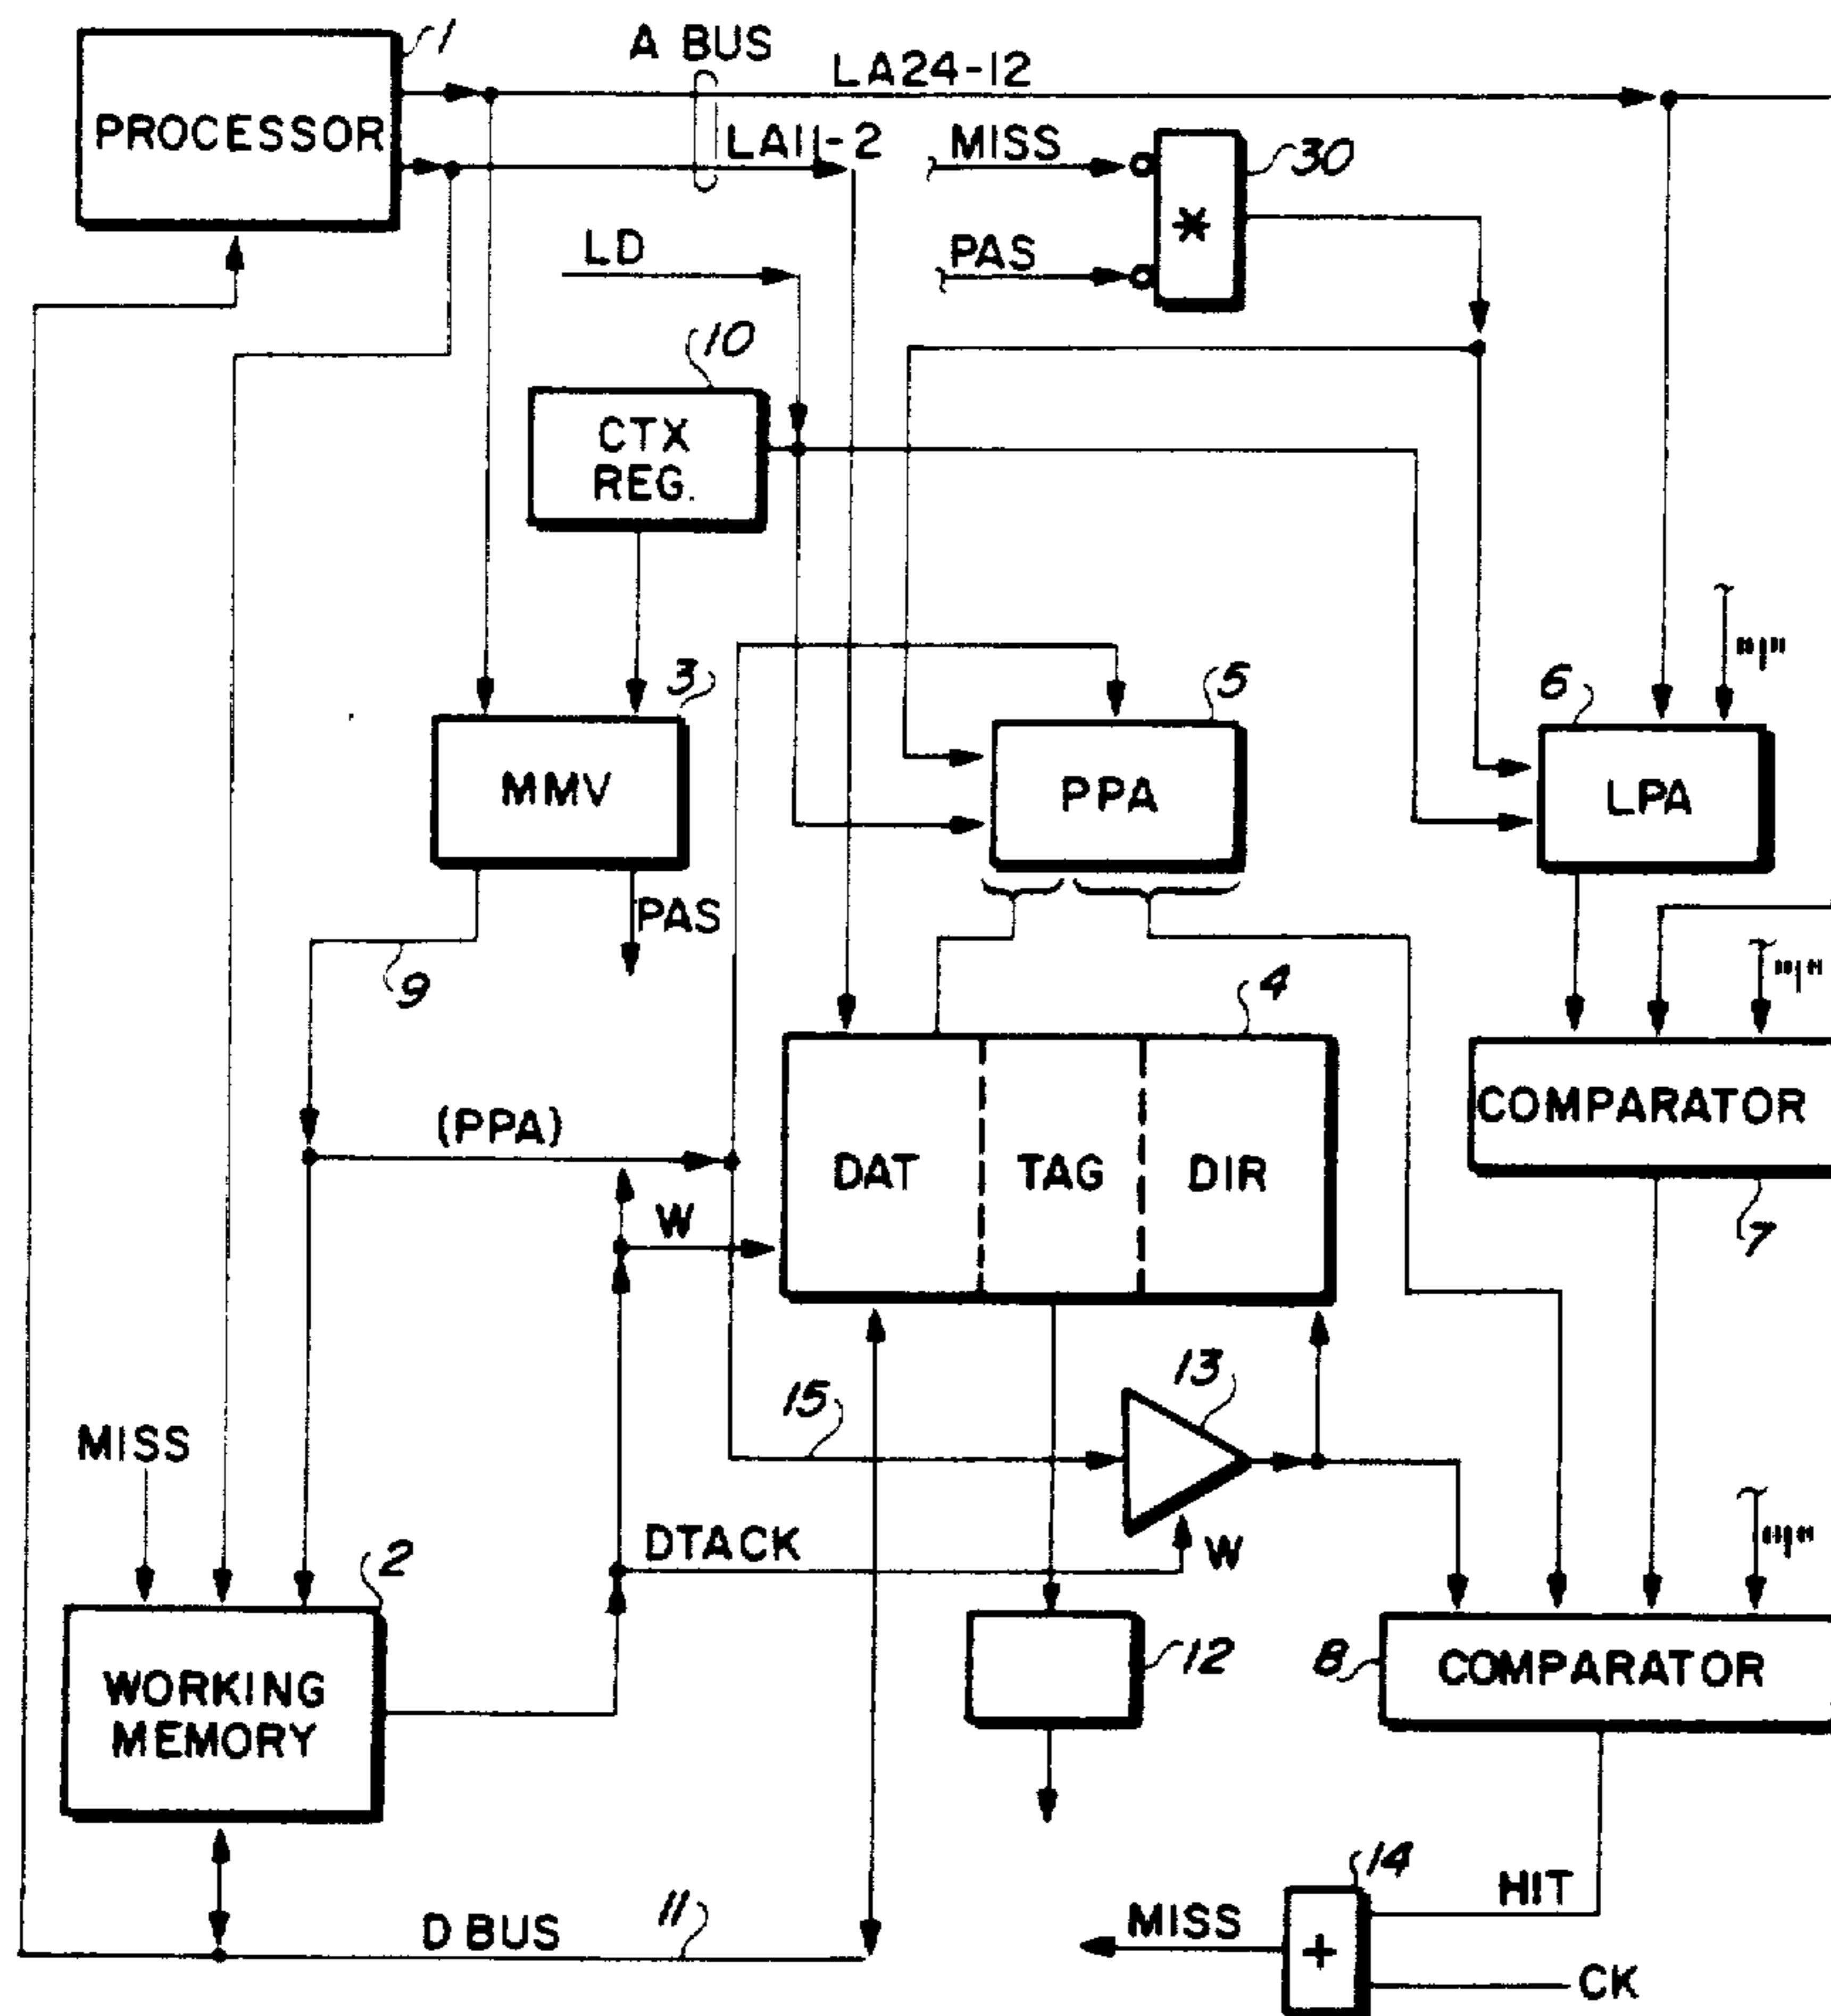 1
A BUS
LA24-12
PROCESSOR
LA11-2
MISS
30
*
LD
PAS
10
CTX
REG.
"1"
3
5
6
MMV
PPA
LPA
PAS
9
4
"1"
COMPARATOR
(PPA)
DAT
TAG
DIR
W
7
13
15
MISS
DTACK
W
"1"
2
12
8
COMPARATOR
WORKING
MEMORY
14
HIT
MISS
D BUS
11
+
CK